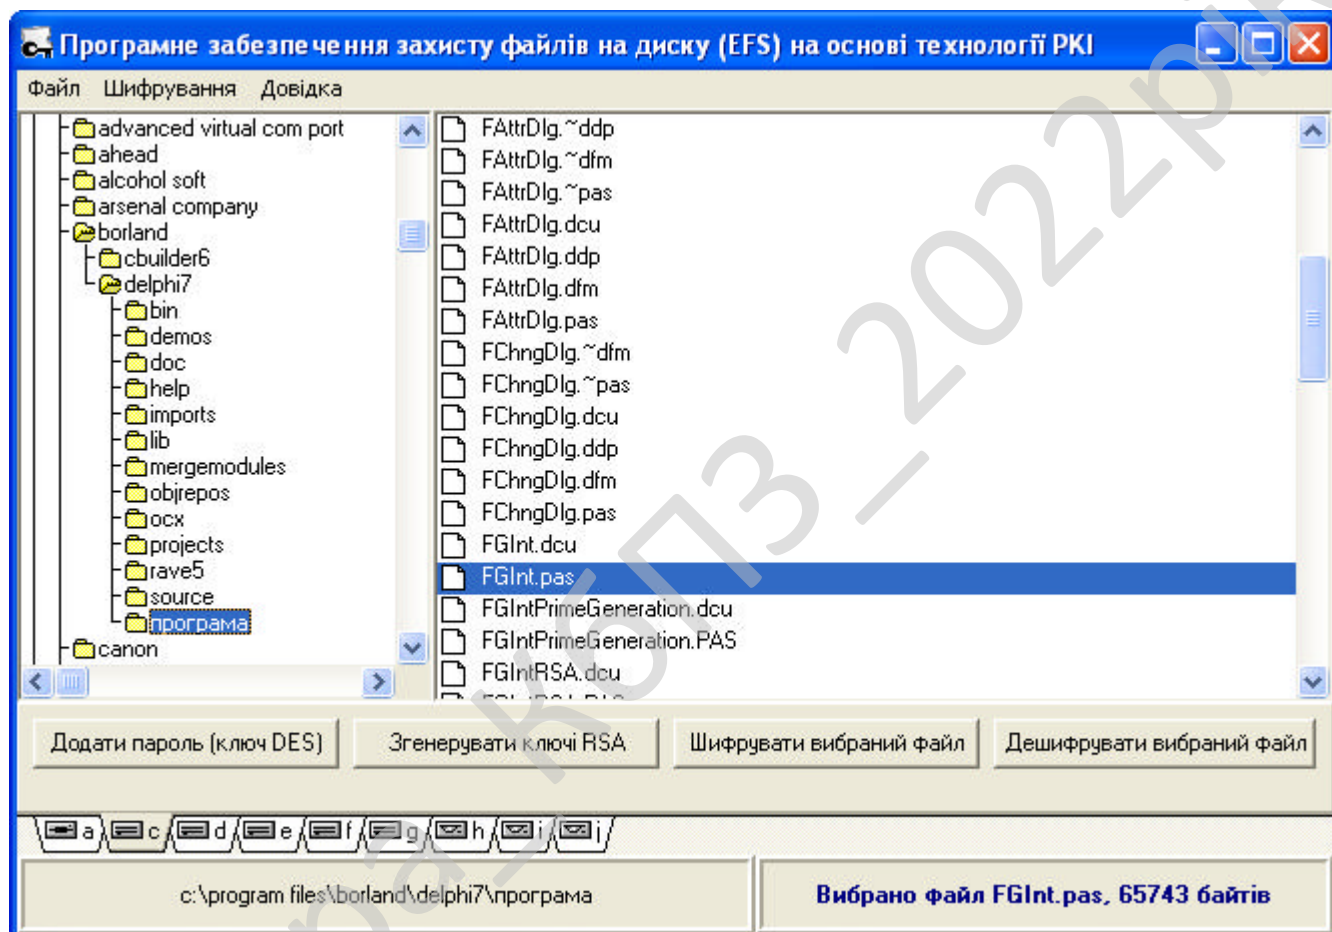 Програмне забезпечення захисту файлів на диску (EFS) на основі технології PKI
Файл Шифрування Довідка
advanced virtual com port
ahead
alcohol soft
arsenal company
borland
cbuilder6
delphi7
bin
demos
doc
help
imports
lib
mergemodules
objrepos
ocx
projects
rave5
source
програма
canon
FAttrDlg.~ddp
FAttrDlg.~dfm
FAttrDlg.~pas
FAttrDlg.dcu
FAttrDlg.ddp
FAttrDlg.dfm
FAttrDlg.pas
FChngDlg.~dfm
FChngDlg.~pas
FChngDlg.dcu
FChngDlg.ddp
FChngDlg.dfm
FChngDlg.pas
FGInt.dcu
FGInt.pas
FGIntPrimeGeneration.dcu
FGIntPrimeGeneration.PAS
FGIntRSA.dcu
Додати пароль (ключ DES) Згенерувати ключі RSA Шифрувати вибраний файл Дешифрувати вибраний файл
a c d e f g h i j
c:\program files\borland\delphi7\програма
Вибрано файл FGInt.pas, 65743 байтів